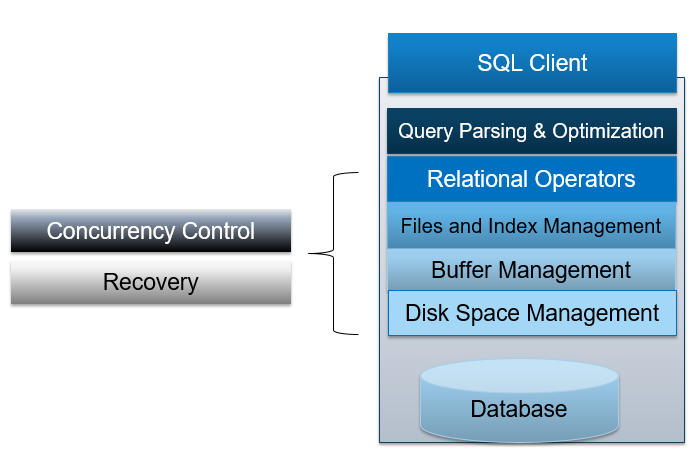 SQL Client
Query Parsing & Optimization
Relational Operators
Files and Index Management
Buffer Management
Disk Space Management
Database
Concurrency Control
Recovery